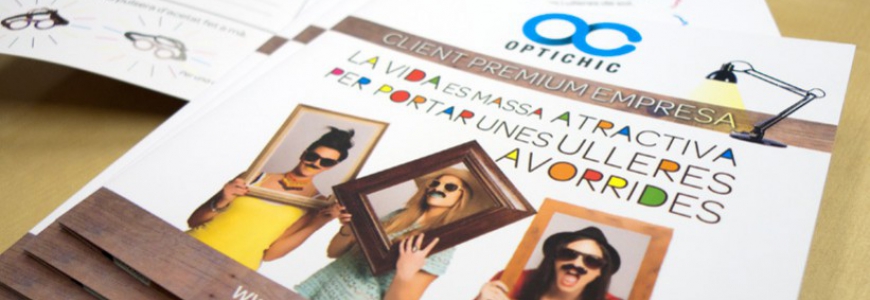 OPTICHIC
CLIENT PREMIUM EMPRESA
LA VIDA ES MASSA ATRACTIVA
PER PORTAR UNES ULLERES
AVORRIDES